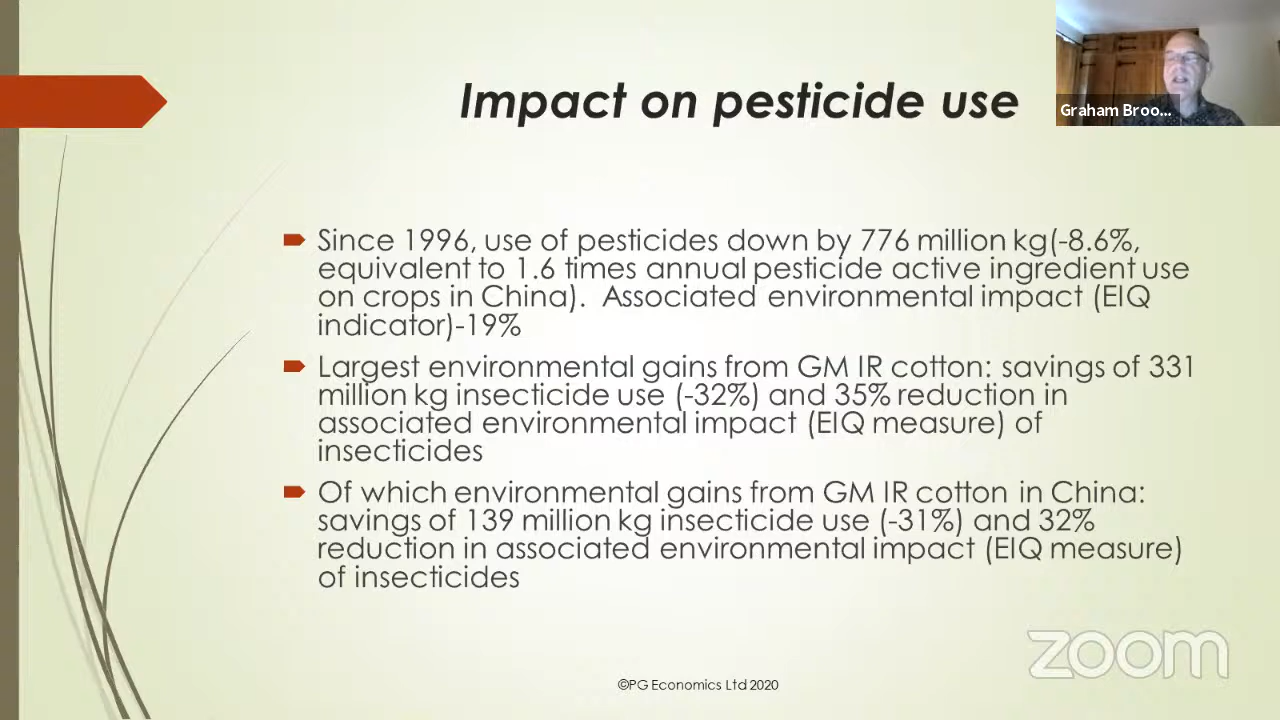 Impact on pesticide use
Graham Broo...
Since 1996, use of pesticides down by 776 million kg(-8.6%,
equivalent to 1.6 times annual pesticide active ingredient use
on crops in China).  Associated environmental impact (EIQ
indicator)-19%
Largest environmental gains from GM IR cotton: savings of 331
million kg insecticide use (-32%) and 35% reduction in
associated environmental impact (EIQ measure) of
insecticides
Of which environmental gains from GM IR cotton in China:
savings of 139 million kg insecticide use (-31%) and 32%
reduction in associated environmental impact (EIQ measure)
of insecticides
zoom
©PG Economics Ltd 2020